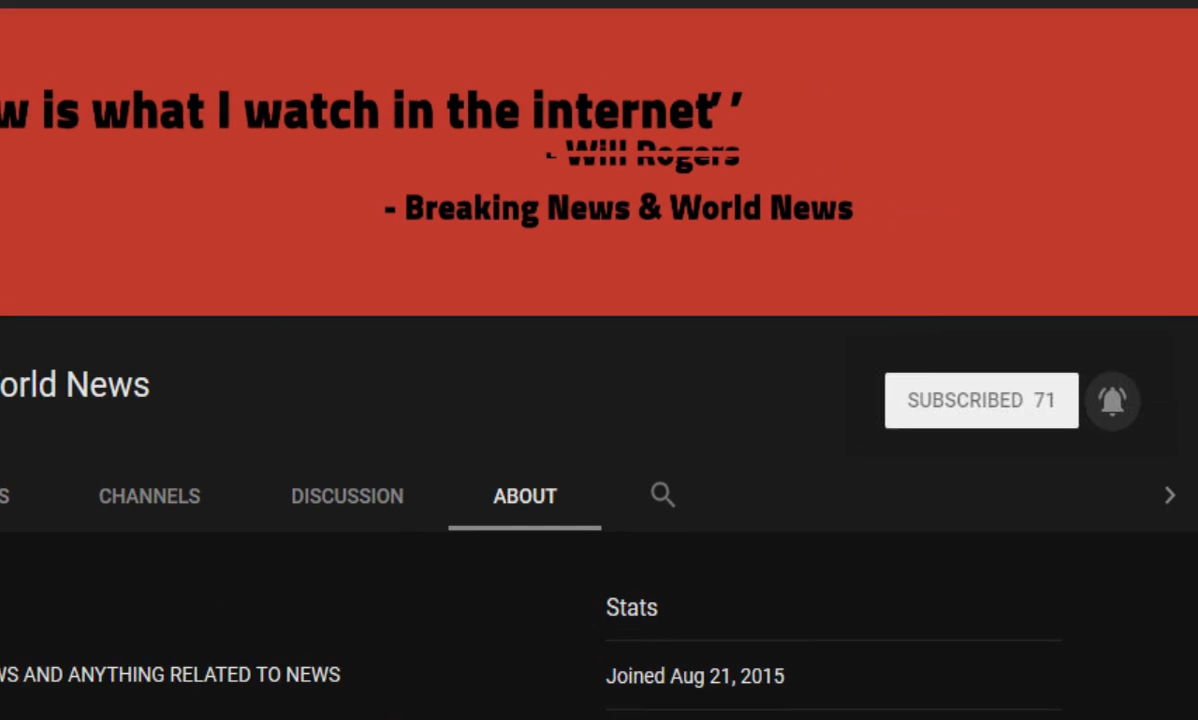 w is what I watch in the internet’’
- Will Rogers
- Breaking News & World News
orld News
SUBSCRIBED 71
S CHANNELS DISCUSSION ABOUT
Stats
WS AND ANYTHING RELATED TO NEWS
Joined Aug 21, 2015